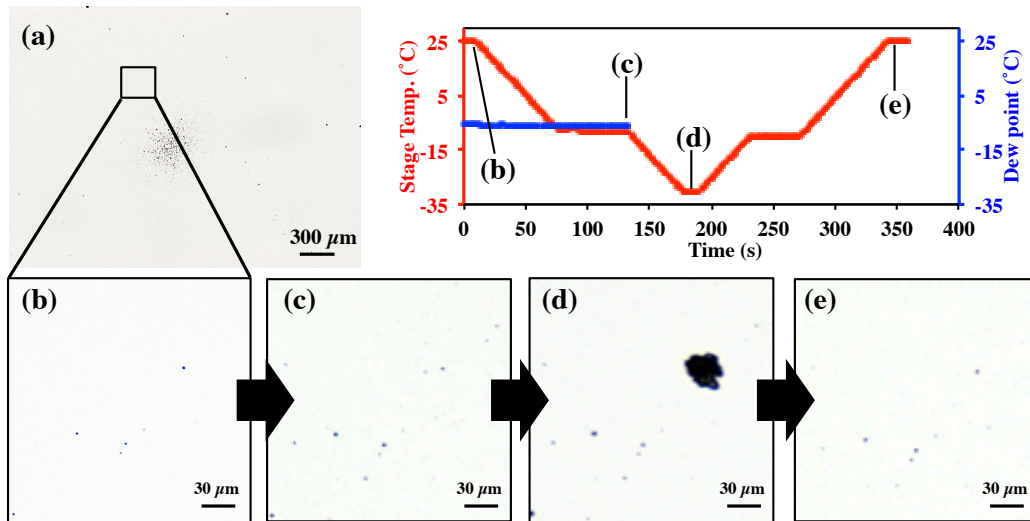 (a)
300 µm
Stage Temp. (°C)
25
5
-15
-35
(b)
(c)
(d)
(e)
25
5
-15
-35
Dew point (°C)
0 50 100 150 200 250 300 350 400
Time (s)
(b)
30 µm
(c)
30 µm
(d)
30 µm
(e)
30 µm